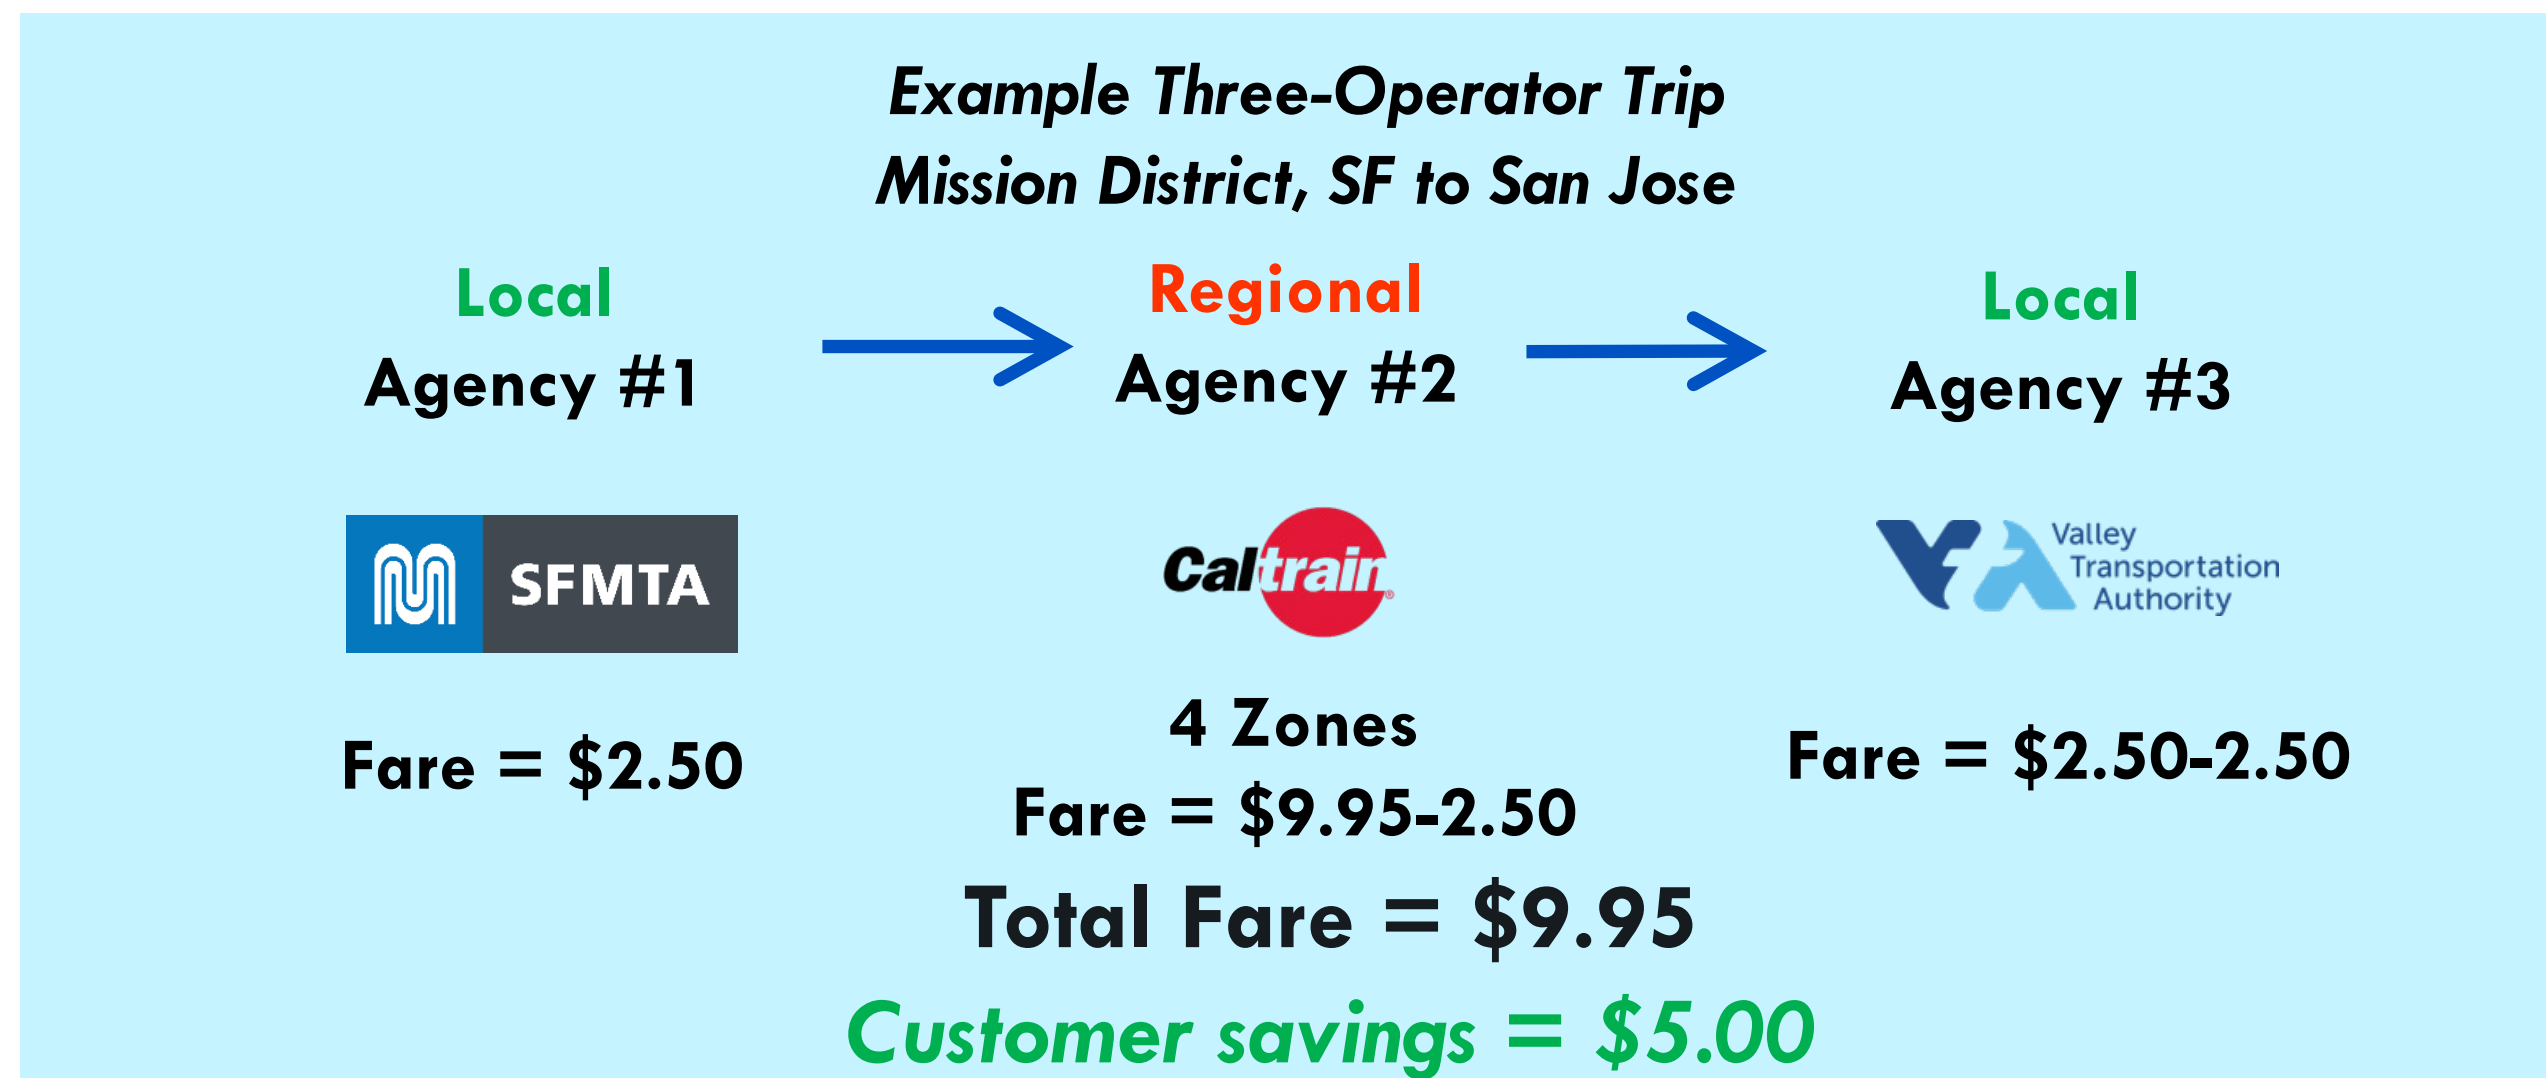 Example Three-Operator Trip
Mission District, SF to San Jose
Local
Agency #1
Regional
Agency #2
Local
Agency #3
SFMTA
Caltrain
Valley
Transportation
Authority
Fare = $2.50
4 Zones
Fare = $9.95-2.50
Fare = $2.50-2.50
Total Fare = $9.95
Customer savings = $5.00